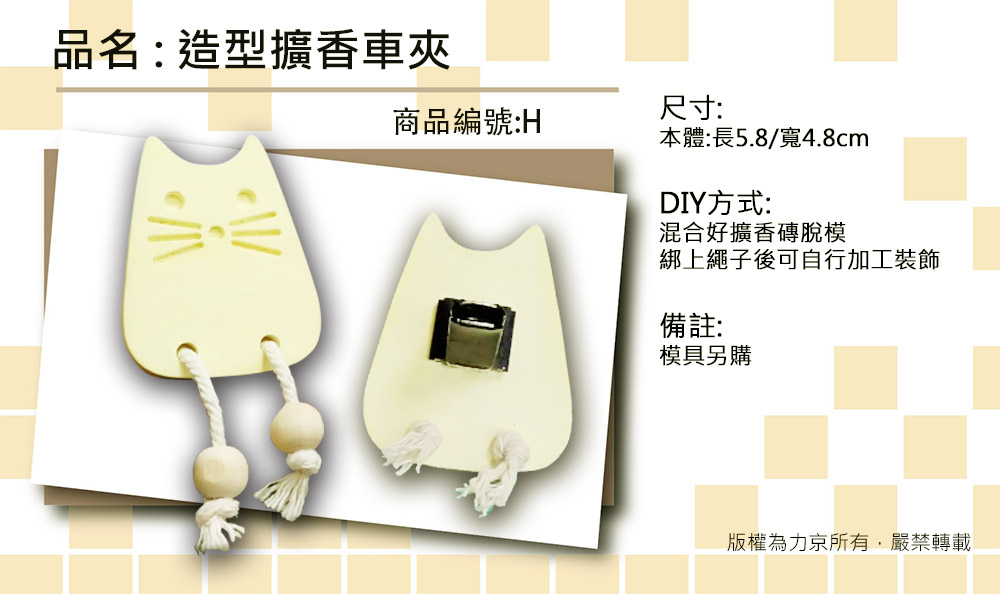 品名：造型擴香車夾
商品編號:H
尺寸:
本體:長5.8/寬4.8cm
DIY方式:
混合好擴香磚脫模
綁上繩子後可自行加工裝飾
備註:
模具另購
版權為力京所有，嚴禁轉載